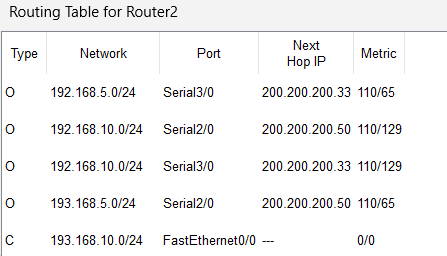 Routing Table for Router2
Type Network Port Next Hop IP Metric
O 192.168.5.0/24 Serial3/0 200.200.200.33 110/65
O 192.168.10.0/24 Serial2/0 200.200.200.50 110/129
O 192.168.10.0/24 Serial3/0 200.200.200.33 110/129
O 193.168.5.0/24 Serial2/0 200.200.200.50 110/65
C 193.168.10.0/24 FastEthernet0/0 --- 0/0